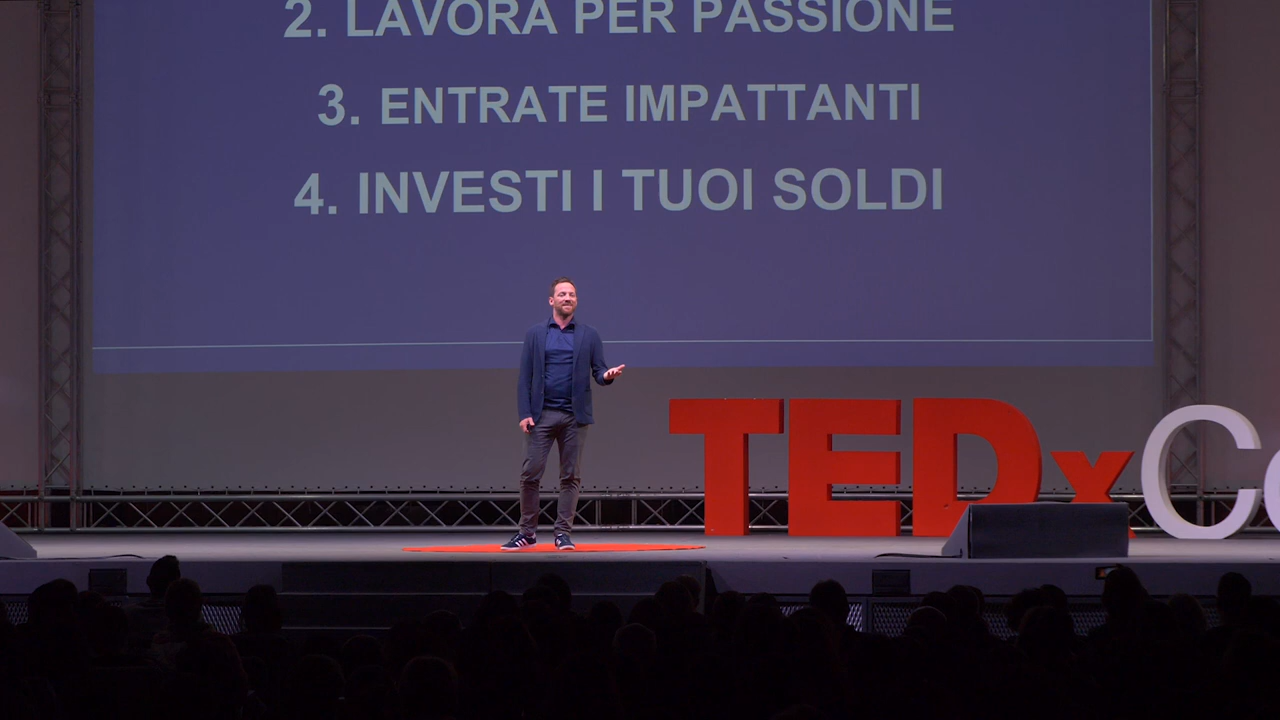 2. LAVORA PER PASSIONE
3. ENTRATE IMPATTANTI
4. INVESTI I TUOI SOLDI
TEDxC